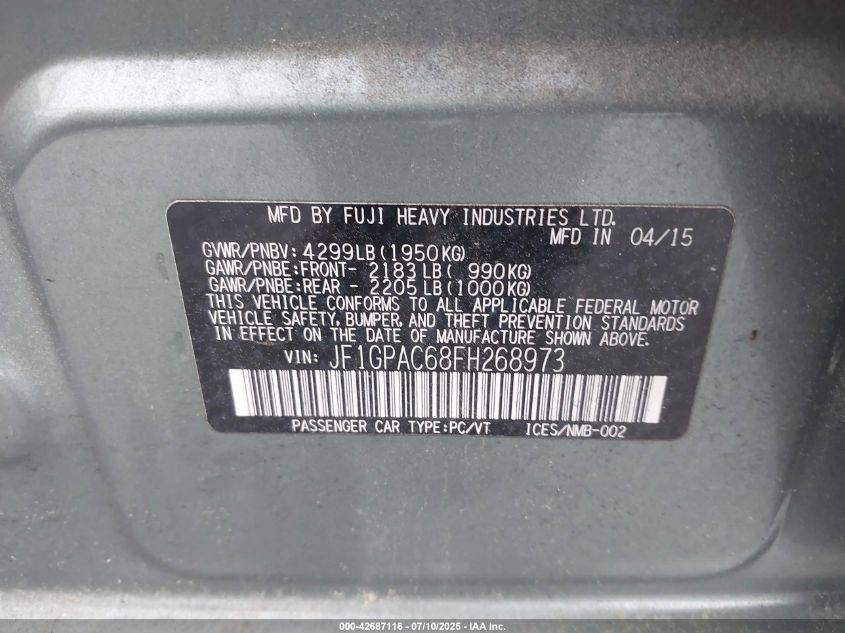 MFD BY FUJI HEAVY INDUSTRIES LTD.
MFD IN 04/15
GVWR/PNBV: 4299LB(1950KG)
GAWR/PNBE:FRONT- 2183LB( 990KG)
GAWR/PNBE:REAR - 2205LB(1000KG)
THIS VEHICLE CONFORMS TO ALL APPLICABLE FEDERAL MOTOR
VEHICLE SAFETY, BUMPER, AND THEFT PREVENTION STANDARDS
IN EFFECT ON THE DATE OF MANUFACTURE SHOWN ABOVE.
VIN: JF1GPAC68FH268973
PASSENGER CAR TYPE:PC/VT ICES/NMB-002
000-42687116 - 07/10/2025 - IAA Inc.